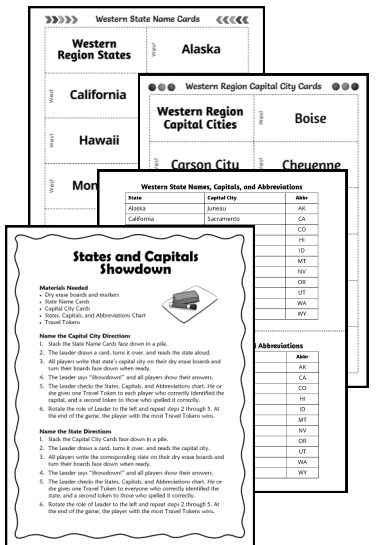 Western State Name Cards
Western
Region States
West
Alaska
West
California
West
Hawaii
West
Mon
Western Region Capital City Cards
Western Region
Capital Cities
West
Boise
West
Carson City
West
Cheyenne
Western State Names, Capitals, and Abbreviations
State Capital City Abbr
Alaska Juneau AK
California Sacramento CA
CO
HI
ID
MT
NV
OR
UT
WA
WY
Abbreviations
Abbr
AK
CA
CO
HI
ID
MT
NV
OR
UT
WA
WY
States and Capitals
Showdown
Materials Needed
• Dry erase boards and markers
• State Name Cards
• Capital City Cards
• States, Capitals, and Abbreviations Chart
• Travel Tokens
Name the Capital City Directions
1. Stack the State Name Cards face down in a pile.
2. The Leader draws a card, turns it over, and reads the state aloud.
3. All players write that state's capital city on their dry erase boards and
turn their boards face down when ready.
4. The Leader says "Showdown!" and all players show their answers.
5. The Leader checks the States, Capitals, and Abbreviations chart. He or
she gives one Travel Token to each player who correctly identified the
capital, and a second token to those who spelled it correctly.
6. Rotate the role of Leader to the left and repeat steps 2 through 5. At
the end of the game, the player with the most Travel Tokens wins.
Name the State Directions
1. Stack the Capital City Cards face down in a pile.
2. The Leader draws a card, turns it over, and reads the capital city.
3. All players write the corresponding state on their dry erase boards and
turn their boards face down when ready.
4. The Leader says "Showdown!" and all players show their answers.
5. The Leader checks the States, Capitals, and Abbreviations chart. He or
she gives one Travel Token to everyone who correctly identified the
state, and a second token to those who spelled it correctly.
6. Rotate the role of Leader to the left and repeat steps 2 through 5. At
the end of the game, the player with the most Travel Tokens wins.